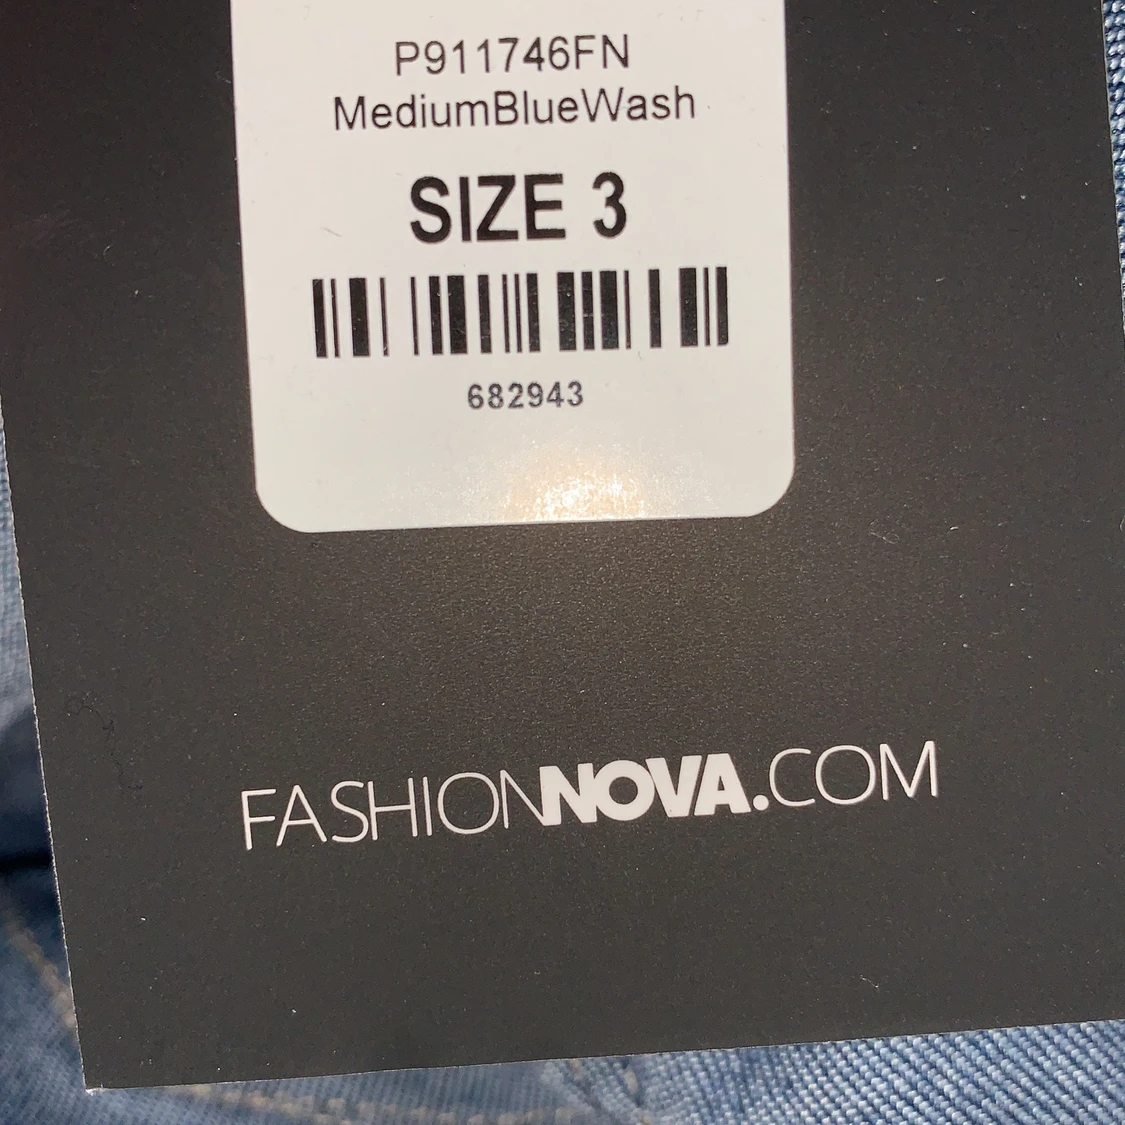 P911746FN
MediumBlueWash
SIZE 3
682943
FASHIONNOVA.COM